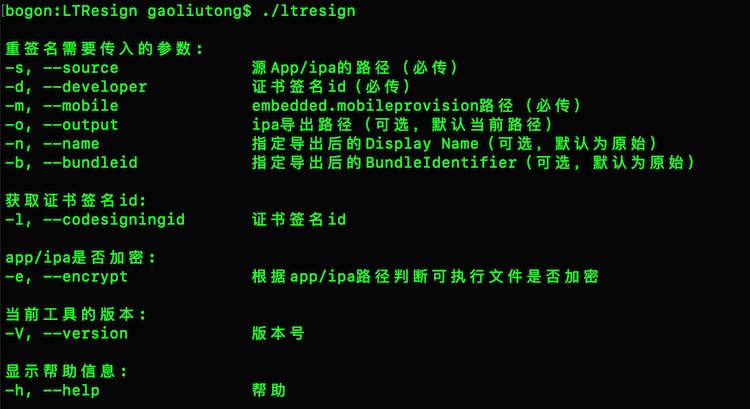 [bogon:LTResign gaoliutong$ ./ltresign
重签名需要传入的参数:
-s, --source 源App/ipa的路径 (必传)
-d, --developer 证书签名id (必传)
-m, --mobile embedded.mobileprovision路径 (必传)
-o, --output ipa导出路径 (可选, 默认当前路径)
-n, --name 指定导出后的Display Name (可选, 默认为原始)
-b, --bundleid 指定导出后的BundleIdentifier (可选, 默认为原始)
获取证书签名id:
-l, --codesigningid 证书签名id
app/ipa是否加密:
-e, --encrypt 根据app/ipa路径判断可执行文件是否加密
当前工具的版本:
-V, --version 版本号
显示帮助信息:
-h, --help 帮助